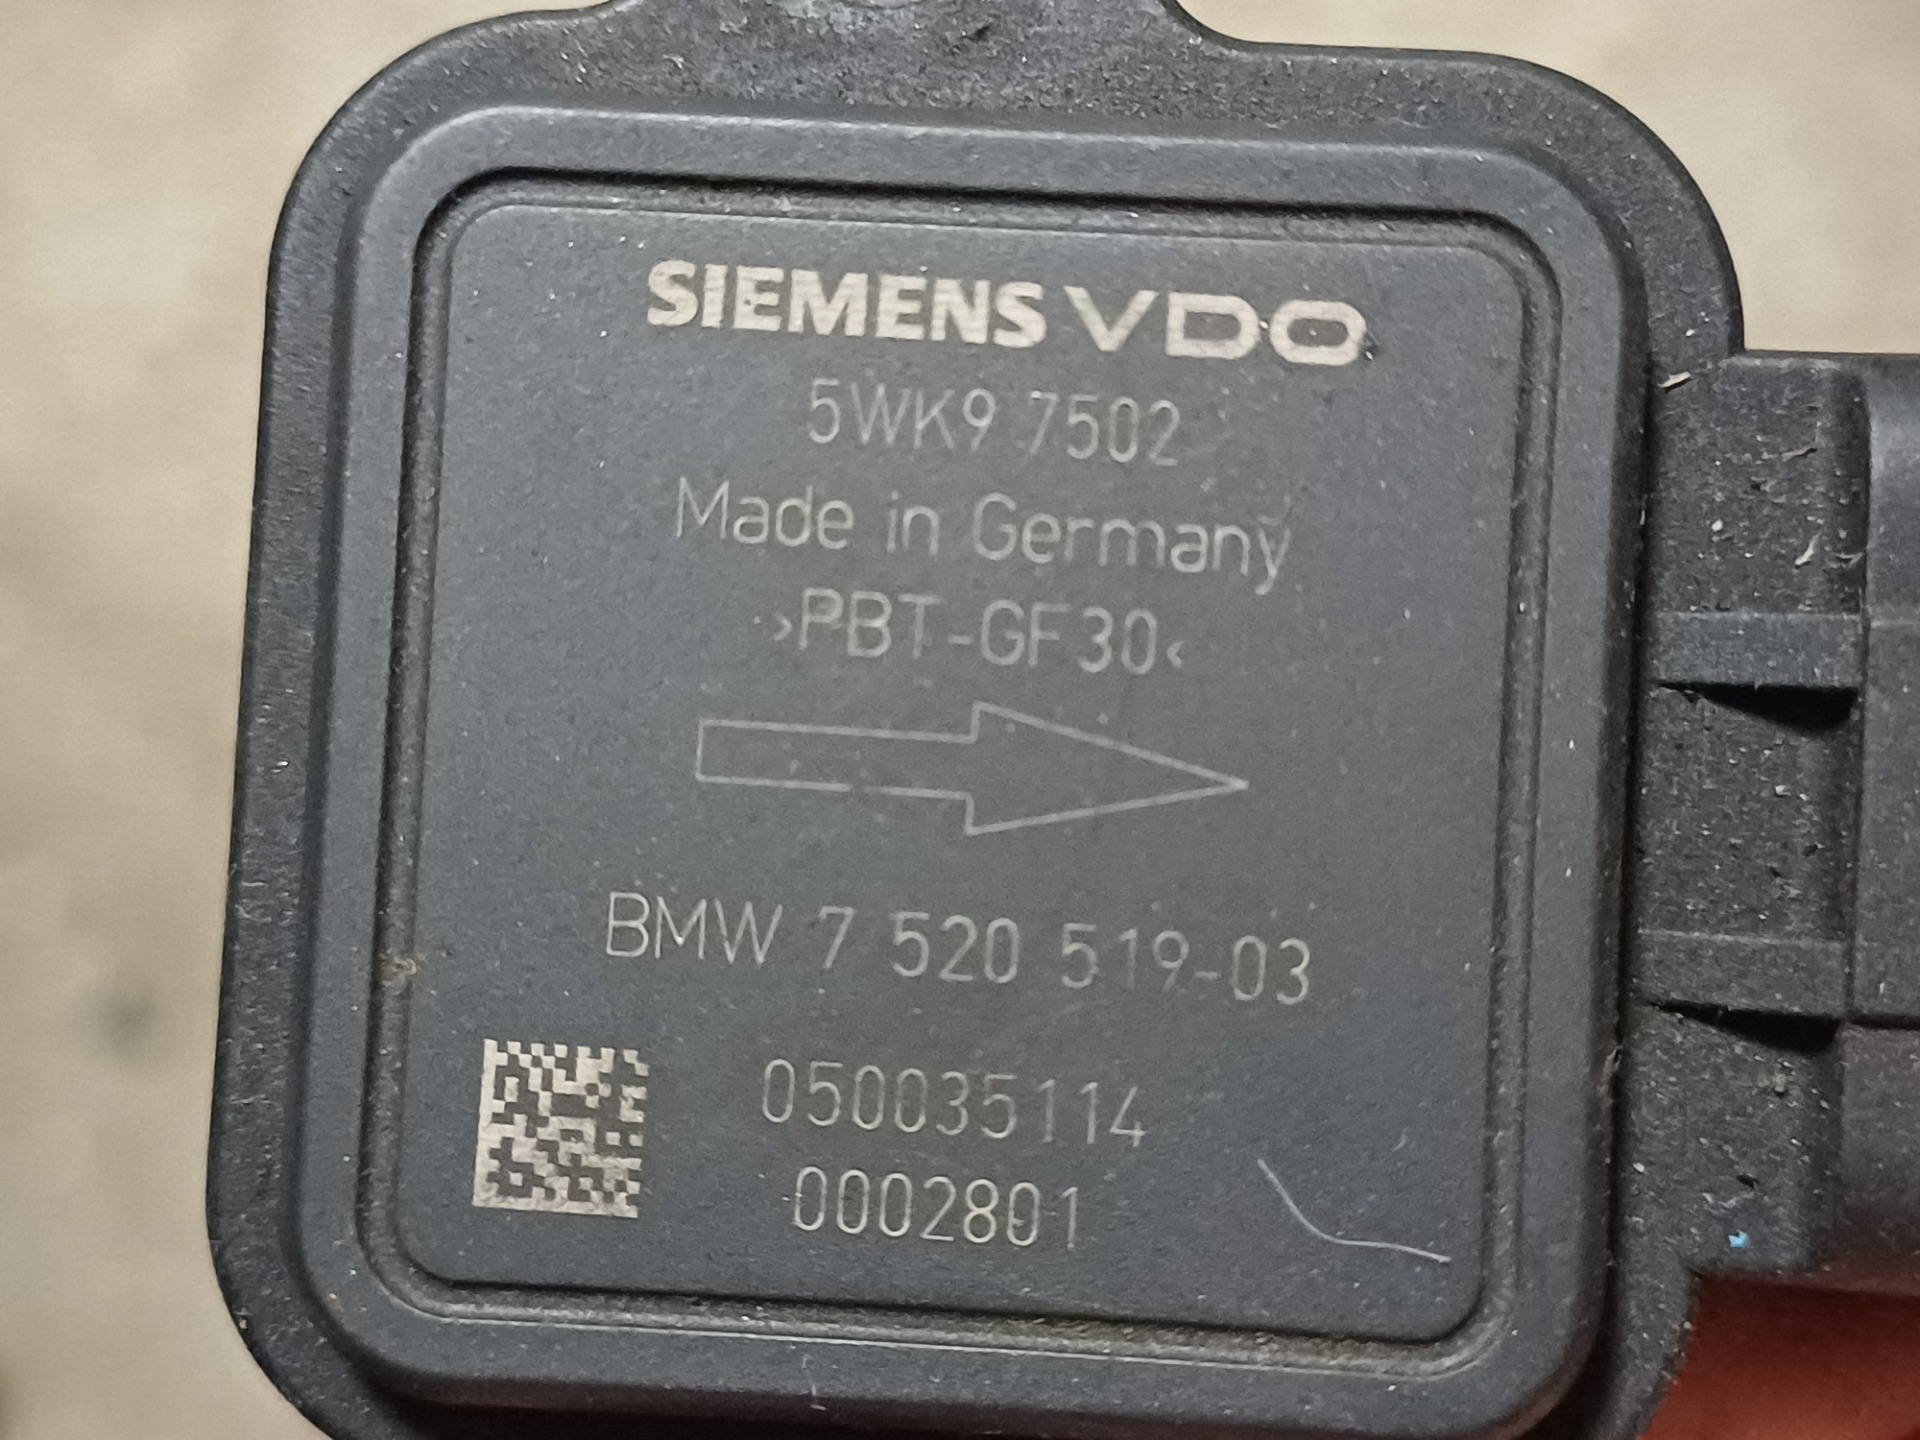 SIEMENS VDO
5WK9 7502
Made in Germany
›PBT-GF30‹
BMW 7 520 519-03
050035114
0002801